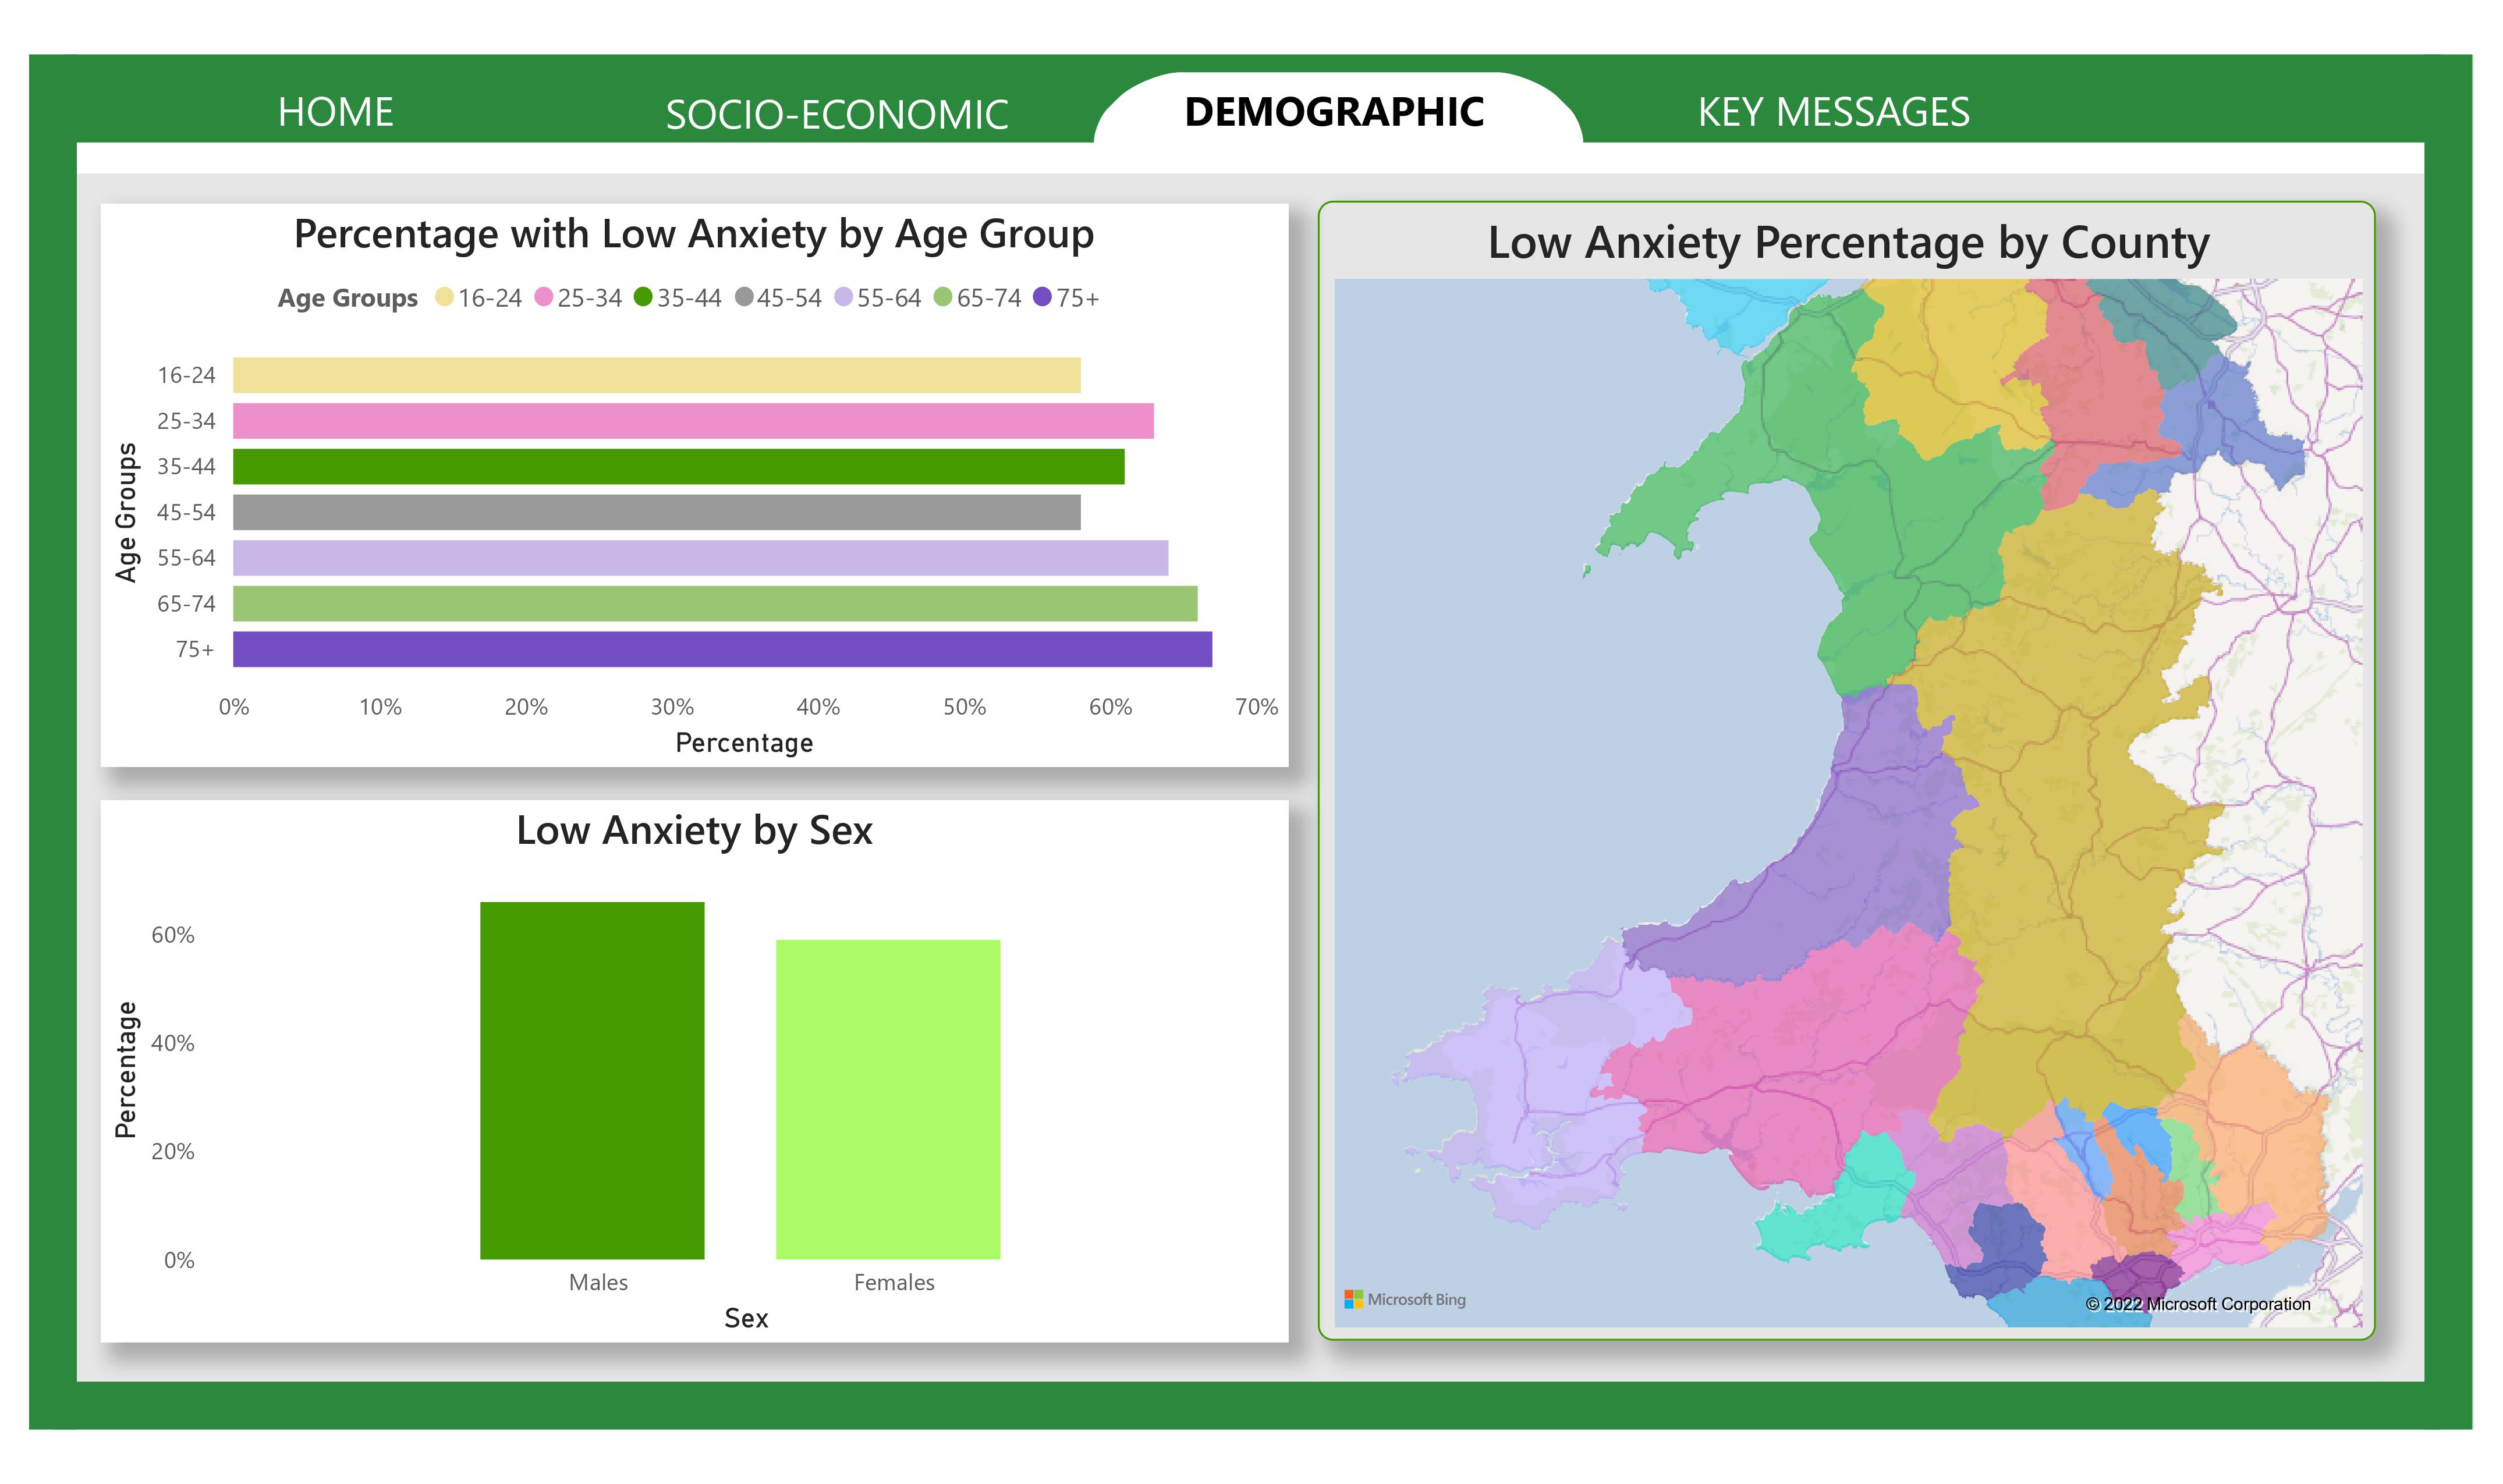 HOME
SOCIO-ECONOMIC
DEMOGRAPHIC
KEY MESSAGES
Percentage with Low Anxiety by Age Group
Age Groups 16-24 25-34 35-44 45-54 55-64 65-74 75+
Age Groups
16-24
25-34
35-44
45-54
55-64
65-74
75+
0% 10% 20% 30% 40% 50% 60% 70%
Percentage
Low Anxiety by Sex
Percentage
60%
40%
20%
0%
Males Females
Sex
Low Anxiety Percentage by County
Microsoft Bing
© 2022 Microsoft Corporation